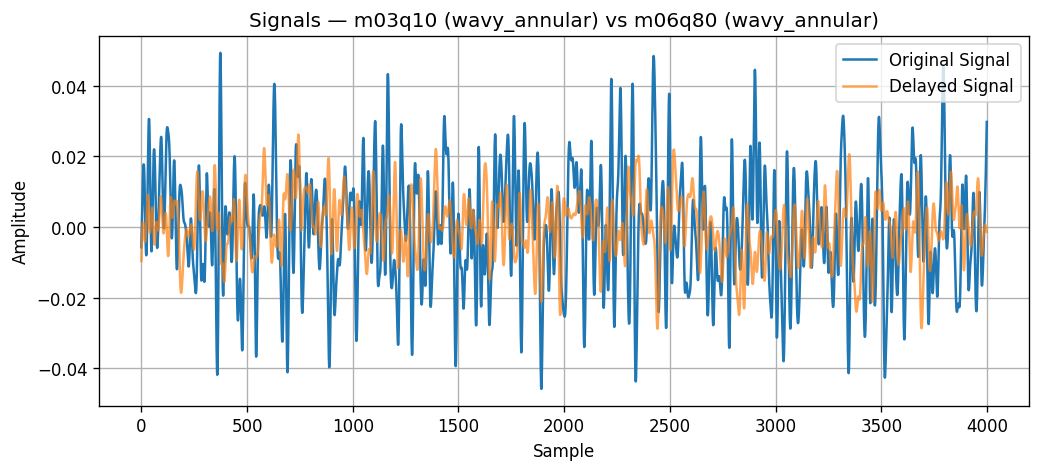 Signals — m03q10 (wavy_annular) vs m06q80 (wavy_annular)
Original Signal
Delayed Signal
Amplitude
0.04
0.02
0.00
−0.02
−0.04
0 500 1000 1500 2000 2500 3000 3500 4000
Sample